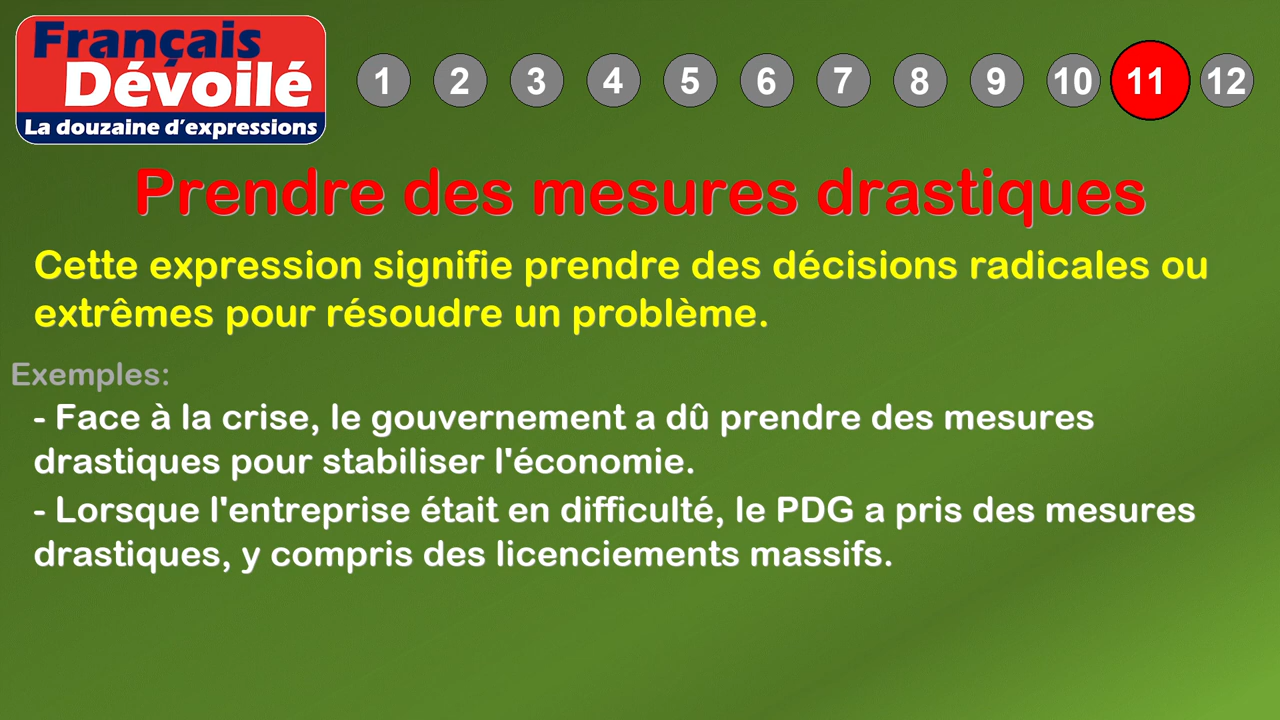 Français
Dévoilé
La douzaine d'expressions
1 2 3 4 5 6 7 8 9 10 11 12
Prendre des mesures drastiques
Cette expression signifie prendre des décisions radicales ou
extrêmes pour résoudre un problème.
Exemples:
- Face à la crise, le gouvernement a dû prendre des mesures
drastiques pour stabiliser l'économie.
- Lorsque l'entreprise était en difficulté, le PDG a pris des mesures
drastiques, y compris des licenciements massifs.